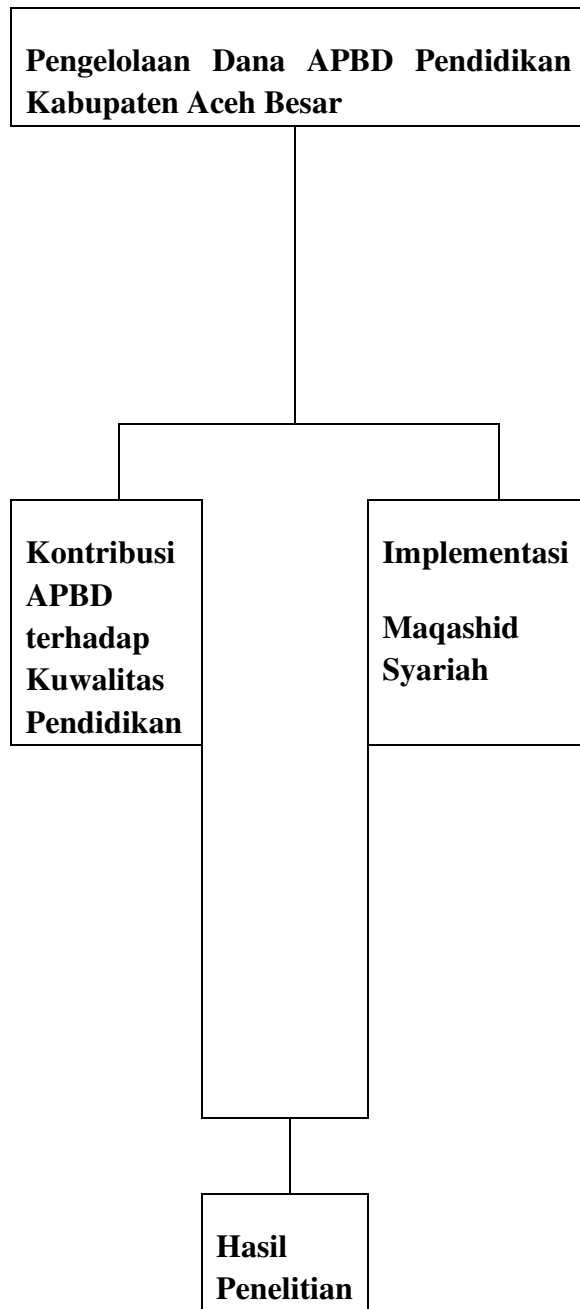 Pengelolaan Dana APBD Pendidikan
Kabupaten Aceh Besar
Kontribusi
APBD
terhadap
Kuwalitas
Pendidikan
Implementasi
Maqashid
Syariah
Hasil
Penelitian